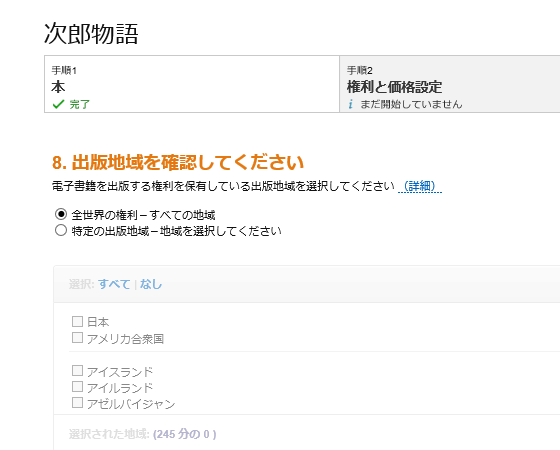 次郎物語
手順1
本
完了
手順2
権利と価格設定
まだ開始していません
8. 出版地域を確認してください
電子書籍を出版する権利を保有している出版地域を選択してください （詳細）
全世界の権利－すべての地域
特定の出版地域－地域を選択してください
選択: すべて | なし
日本
アメリカ合衆国
アイスランド
アイルランド
アゼルバイジャン
選択された地域: (245 分の 0 )